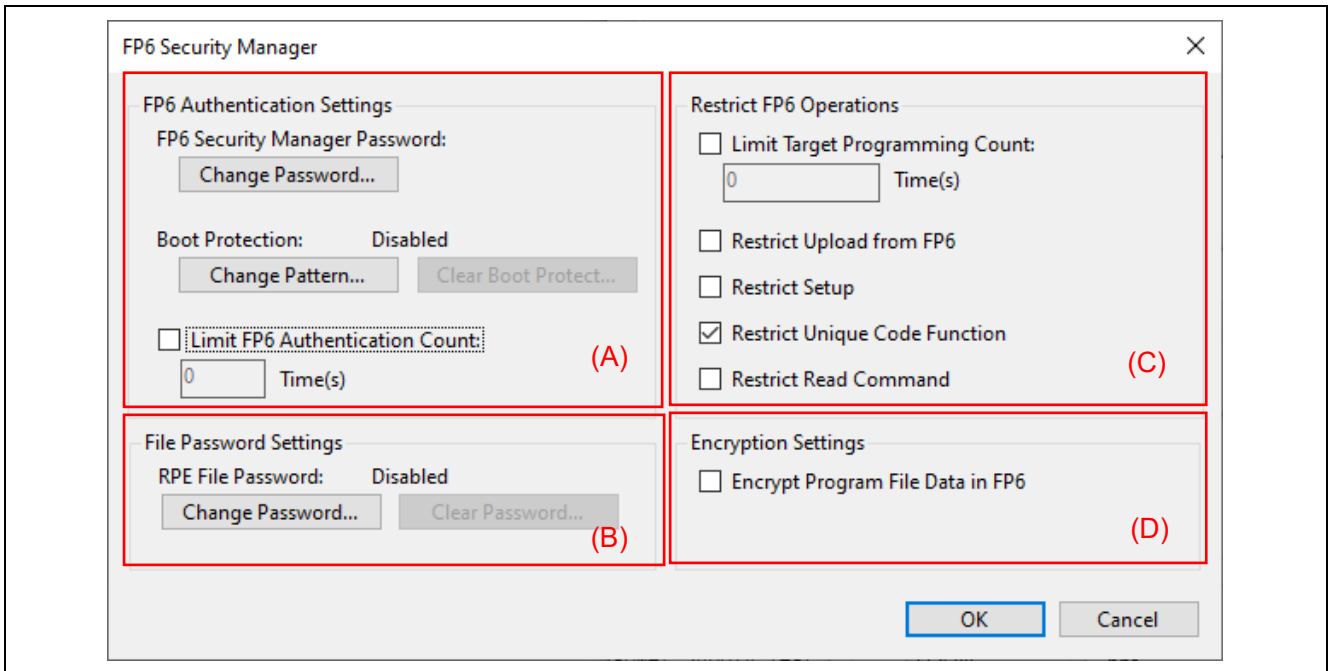 FP6 Security Manager
FP6 Authentication Settings
FP6 Security Manager Password:
Change Password...
Boot Protection: Disabled
Change Pattern... Clear Boot Protect...
Limit FP6 Authentication Count:
0 Time(s)
(A)
File Password Settings
RPE File Password: Disabled
Change Password... Clear Password...
(B)
Restrict FP6 Operations
Limit Target Programming Count:
0 Time(s)
Restrict Upload from FP6
Restrict Setup
Restrict Unique Code Function
Restrict Read Command
(C)
Encryption Settings
Encrypt Program File Data in FP6
(D)
OK Cancel